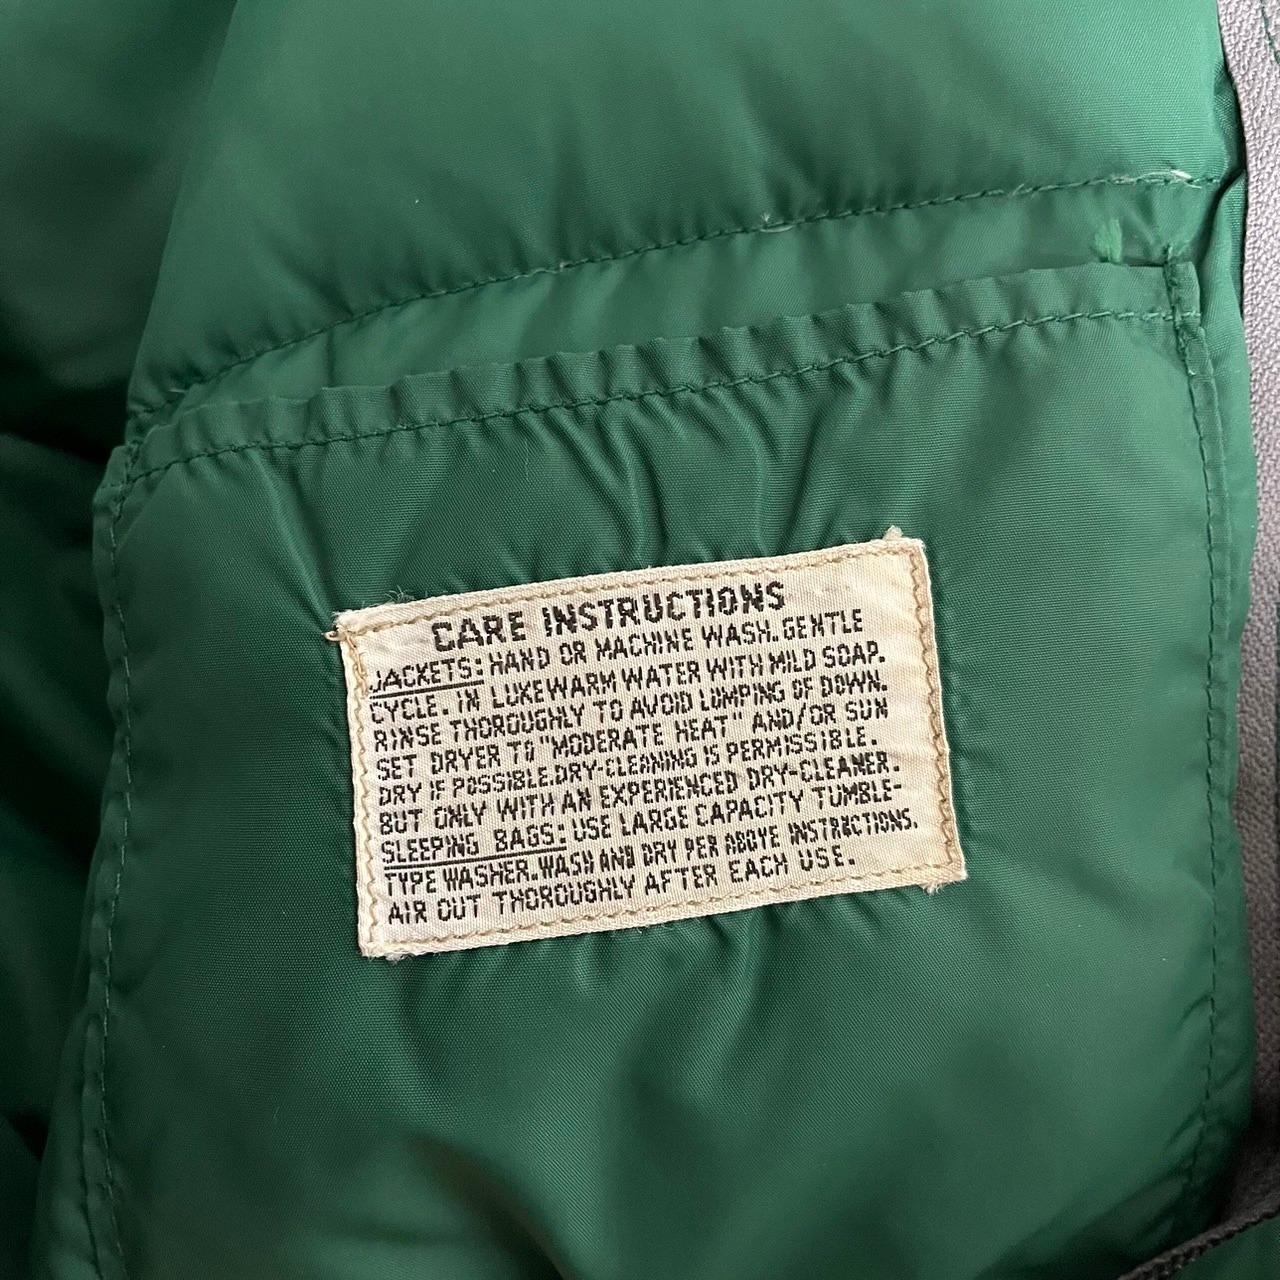 CARE INSTRUCTIONS
JACKETS: HAND OR MACHINE WASH. GENTLE
CYCLE. IN LUKEWARM WATER WITH MILD SOAP.
RINSE THOROUGHLY TO AVOID LUMPING OF DOWN.
SET DRYER TO "MODERATE HEAT" AND/OR SUN
DRY IF POSSIBLE. DRY-CLEANING IS PERMISSIBLE.
BUT ONLY WITH AN EXPERIENCED DRY-CLEANER.
SLEEPING BAGS: USE LARGE CAPACITY TUMBLE-
TYPE WASHER. WASH AND DRY PER ABOVE INSTRUCTIONS.
AIR OUT THOROUGHLY AFTER EACH USE.